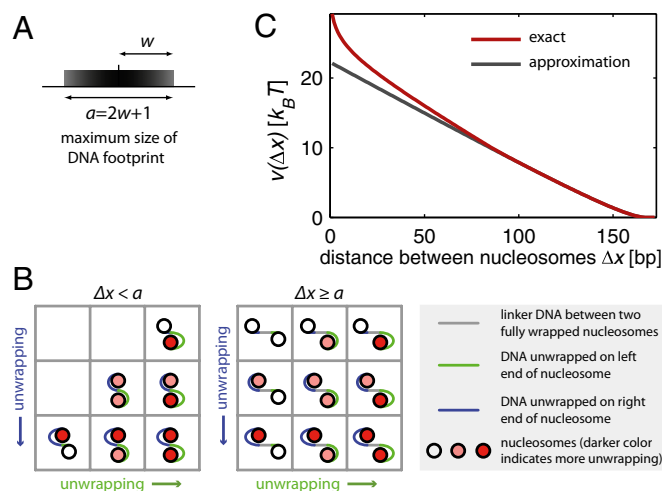 A
w
a=2w+1
maximum size of
DNA footprint
C
exact
approximation
v(Δx) [k_BT]
20
10
0
0
50
100
150
distance between nucleosomes Δx [bp]
B
Δx < a
Δx ≥ a
unwrapping
unwrapping
unwrapping
unwrapping
linker DNA between two
fully wrapped nucleosomes
DNA unwrapped on left
end of nucleosome
DNA unwrapped on right
end of nucleosome
nucleosomes (darker color
indicates more unwrapping)